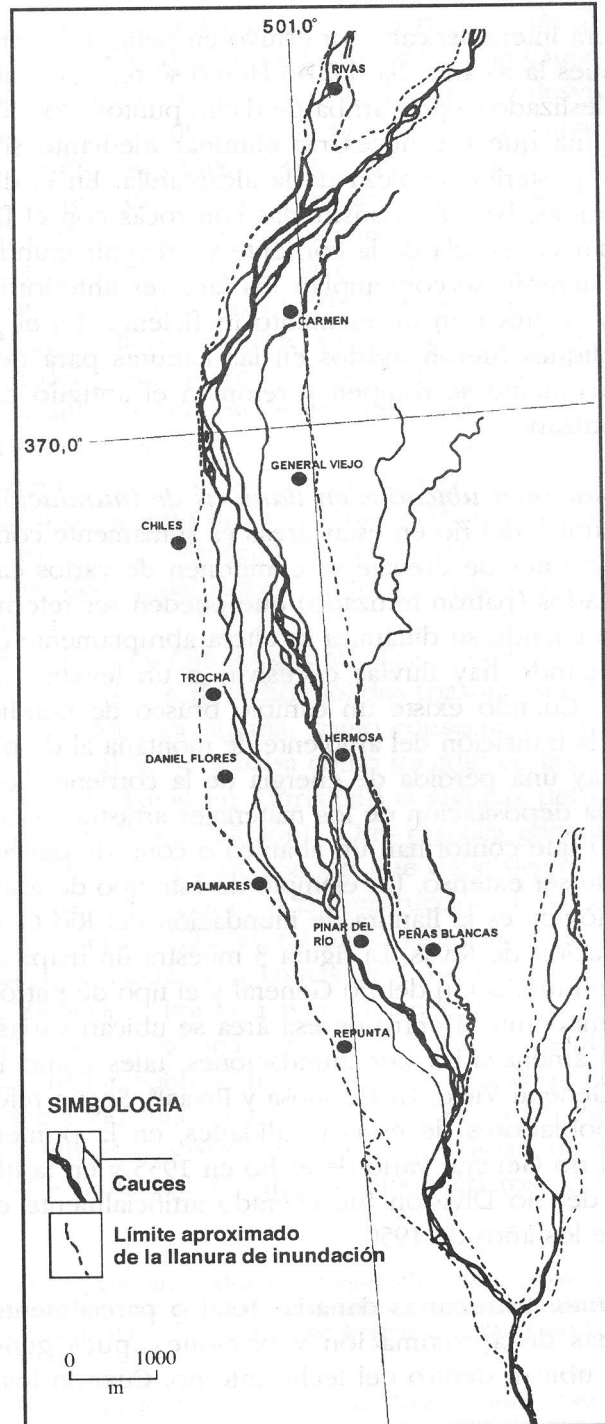 501,0°
RIVAS
CARMEN
370,0°
GENERAL VIEJO
CHILES
TROCHA
HERMOSA
DANIEL FLORES
PALMARES
PINAR DEL
RÍO
PEÑAS BLANCAS
REPUNTA
SIMBOLOGIA
Cauces
Límite aproximado
de la llanura de inundación
0 1000
m